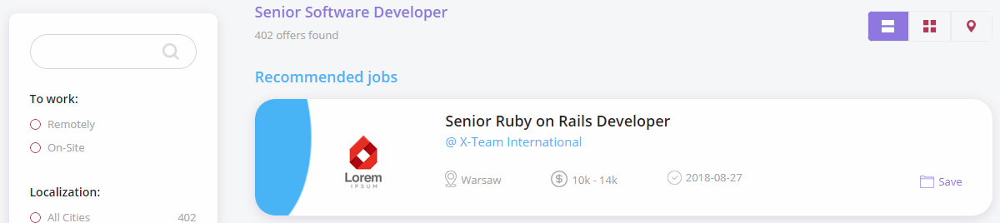 Senior Software Developer
402 offers found
To work:
Remotely
On-Site
Localization:
All Cities 402
Recommended jobs
Lorem
IPSUM
Senior Ruby on Rails Developer
@ X-Team International
Warsaw 10k - 14k 2018-08-27
Save